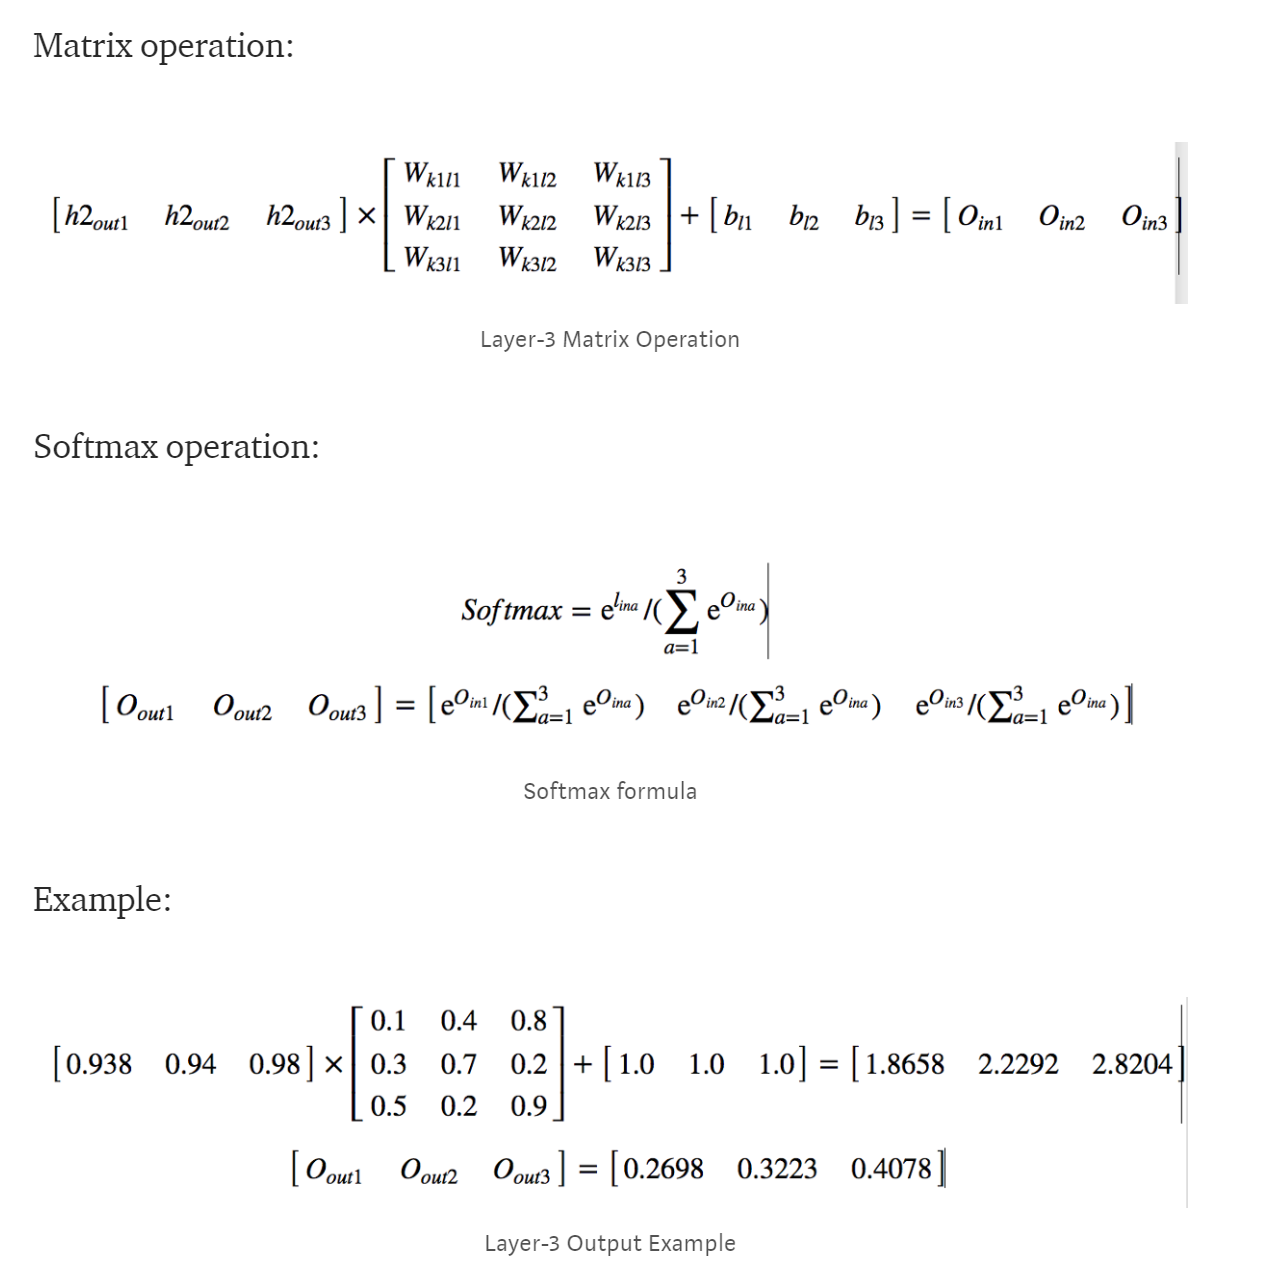 Matrix operation:
[ h2out1 h2out2 h2out3 ] × [ Wk1l1 Wk1l2 Wk1l3
Wk2l1 Wk2l2 Wk2l3
Wk3l1 Wk3l2 Wk3l3 ] + [ bl1 bl2 bl3 ] = [ Oin1 Oin2 Oin3 ]
Layer-3 Matrix Operation
Softmax operation:
Softmax = e^lina /(∑_{a=1}^{3} e^Oina)
[ Oout1 Oout2 Oout3 ] = [ e^Oin1 /(∑_{a=1}^{3} e^Oina) e^Oin2 /(∑_{a=1}^{3} e^Oina) e^Oin3 /(∑_{a=1}^{3} e^Oina) ]
Softmax formula
Example:
[ 0.938 0.94 0.98 ] × [ 0.1 0.4 0.8
0.3 0.7 0.2
0.5 0.2 0.9 ] + [ 1.0 1.0 1.0 ] = [ 1.8658 2.2292 2.8204 ]
[ Oout1 Oout2 Oout3 ] = [ 0.2698 0.3223 0.4078 ]
Layer-3 Output Example